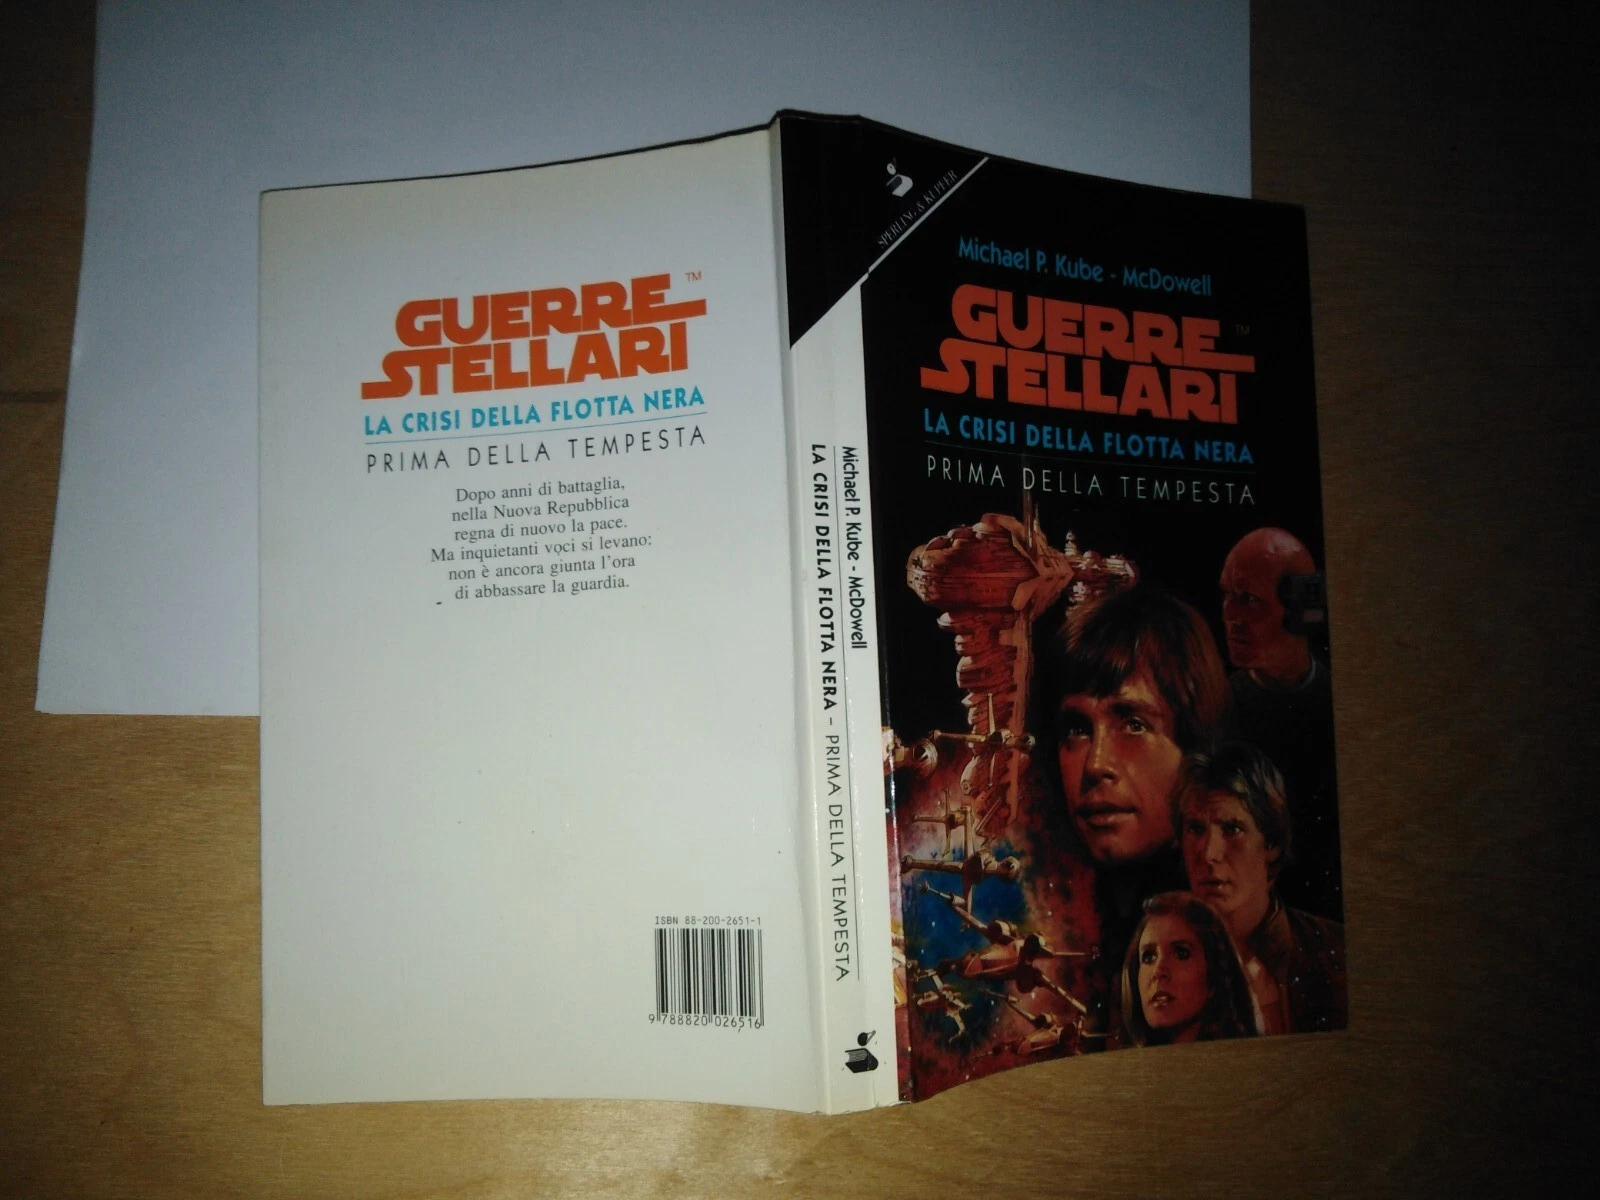 GUERRE ™
STELLARI
LA CRISI DELLA FLOTTA NERA
PRIMA DELLA TEMPESTA
Dopo anni di battaglia,
nella Nuova Repubblica
regna di nuovo la pace.
Ma inquietanti voci si levano:
non è ancora giunta l'ora
di abbassare la guardia.
ISBN 88-200-2651-1
9 788820 026516
Michael P. Kube - McDowell
LA CRISI DELLA FLOTTA NERA - PRIMA DELLA TEMPESTA
SPERLING & KUPFER
Michael P. Kube - McDowell
GUERRE ™
STELLARI
LA CRISI DELLA FLOTTA NERA
PRIMA DELLA TEMPESTA